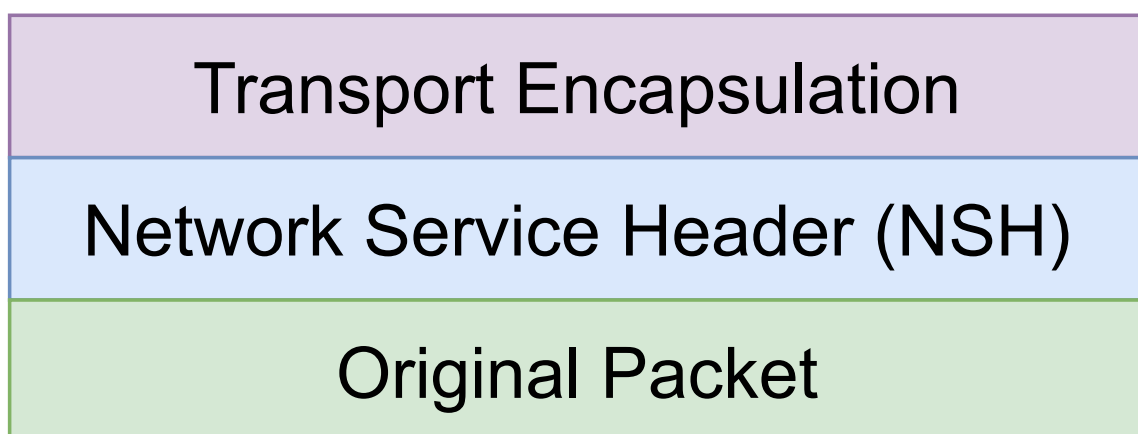 Transport Encapsulation
Network Service Header (NSH)
Original Packet